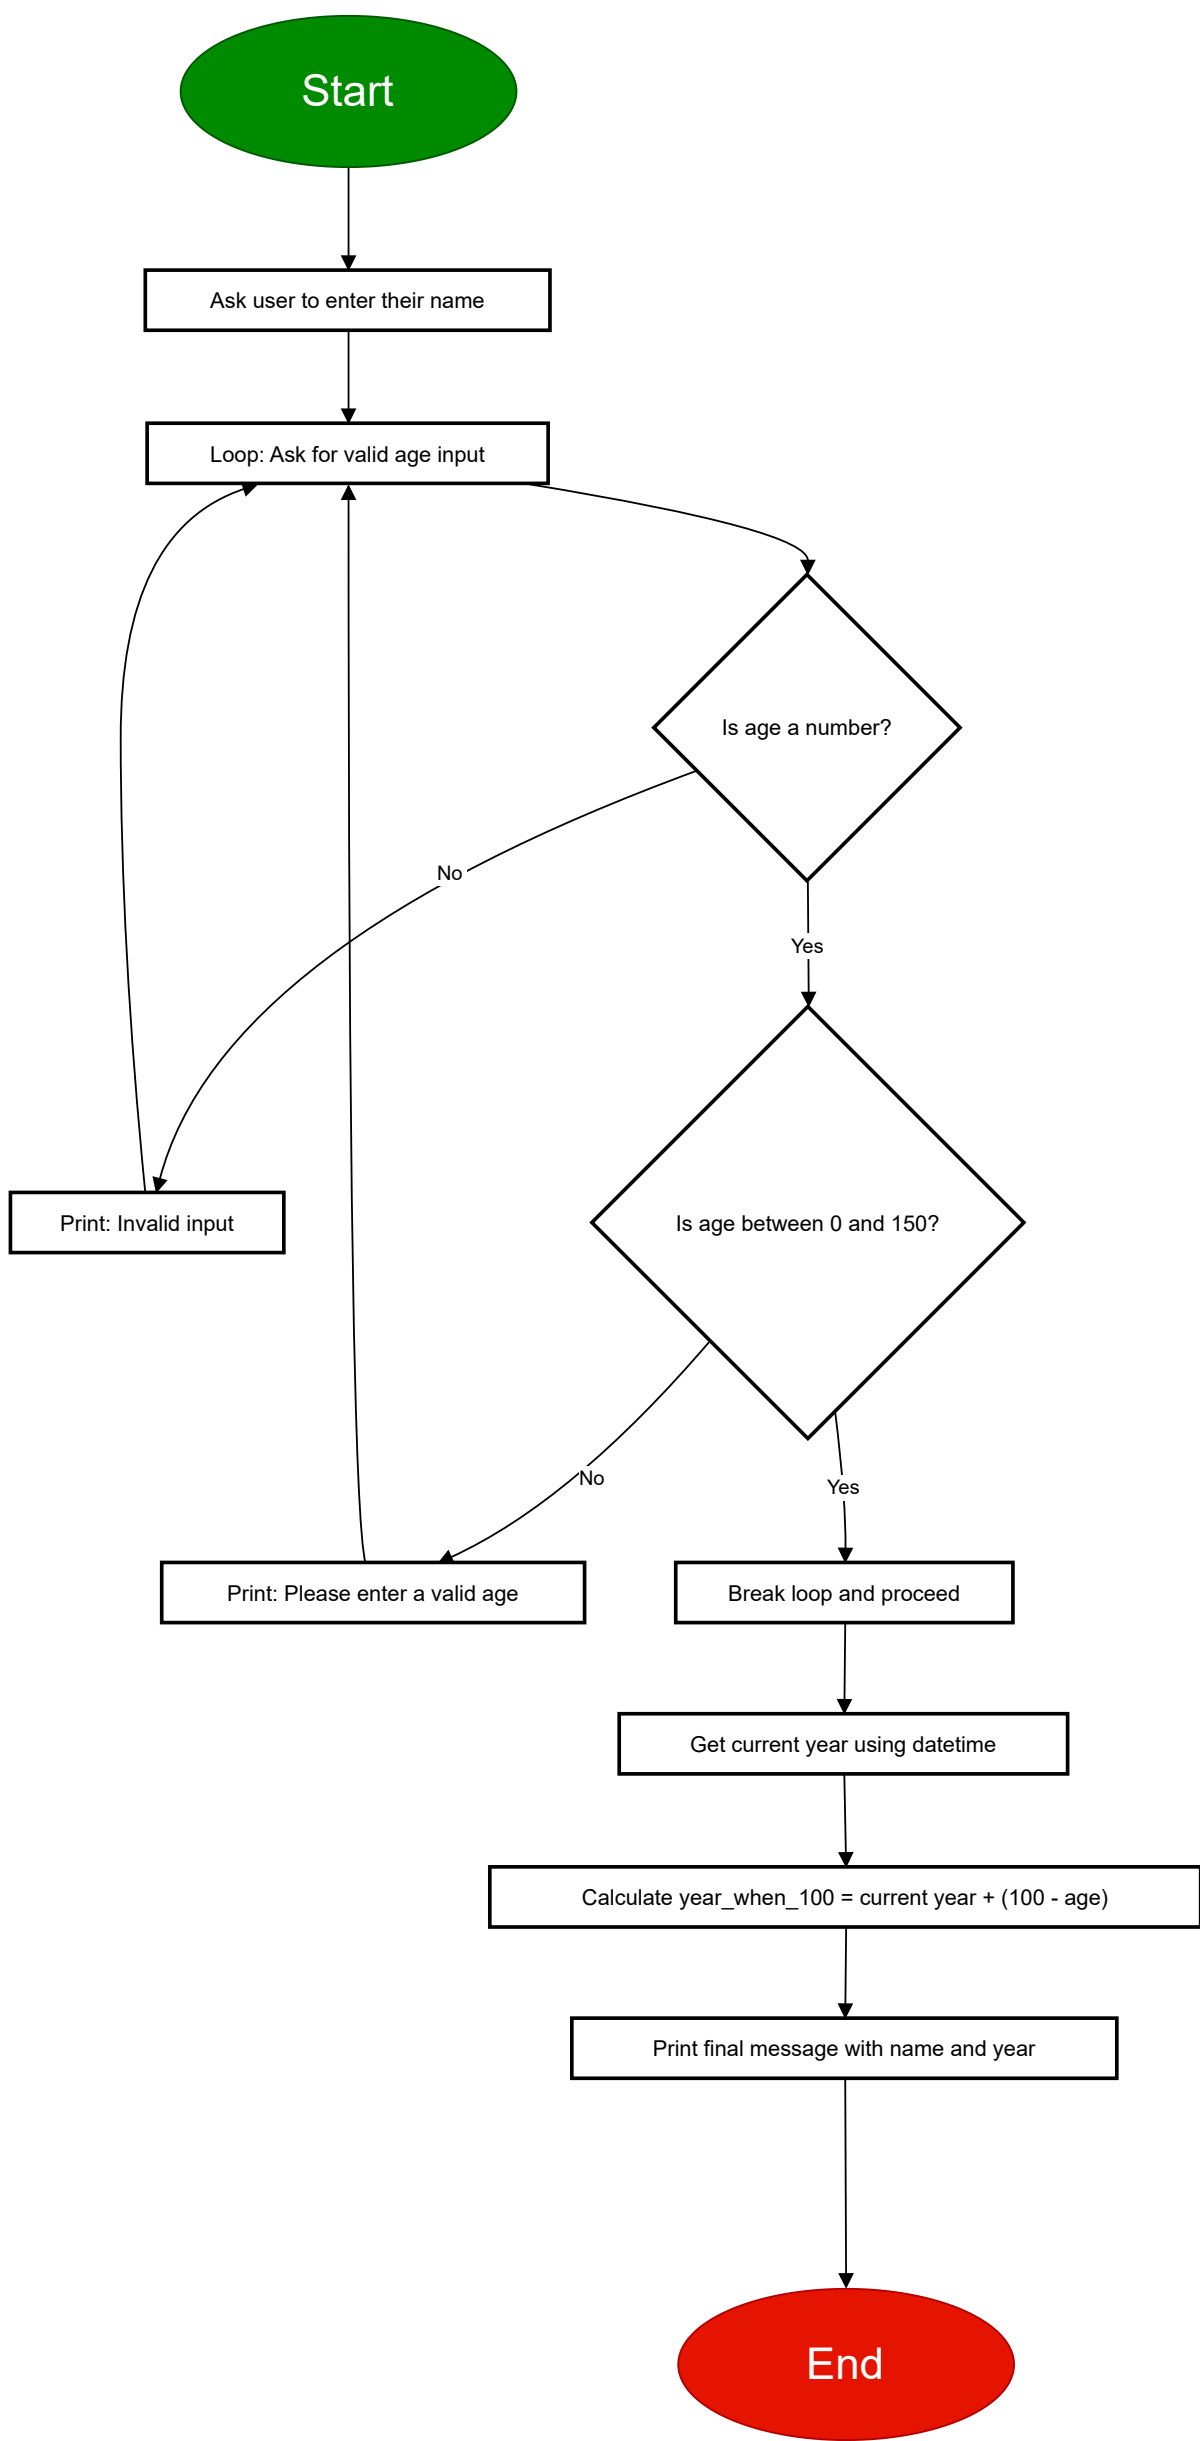 Start
Ask user to enter their name
Loop: Ask for valid age input
Is age a number?
No
Yes
Print: Invalid input
Is age between 0 and 150?
No
Yes
Print: Please enter a valid age
Break loop and proceed
Get current year using datetime
Calculate year_when_100 = current year + (100 - age)
Print final message with name and year
End